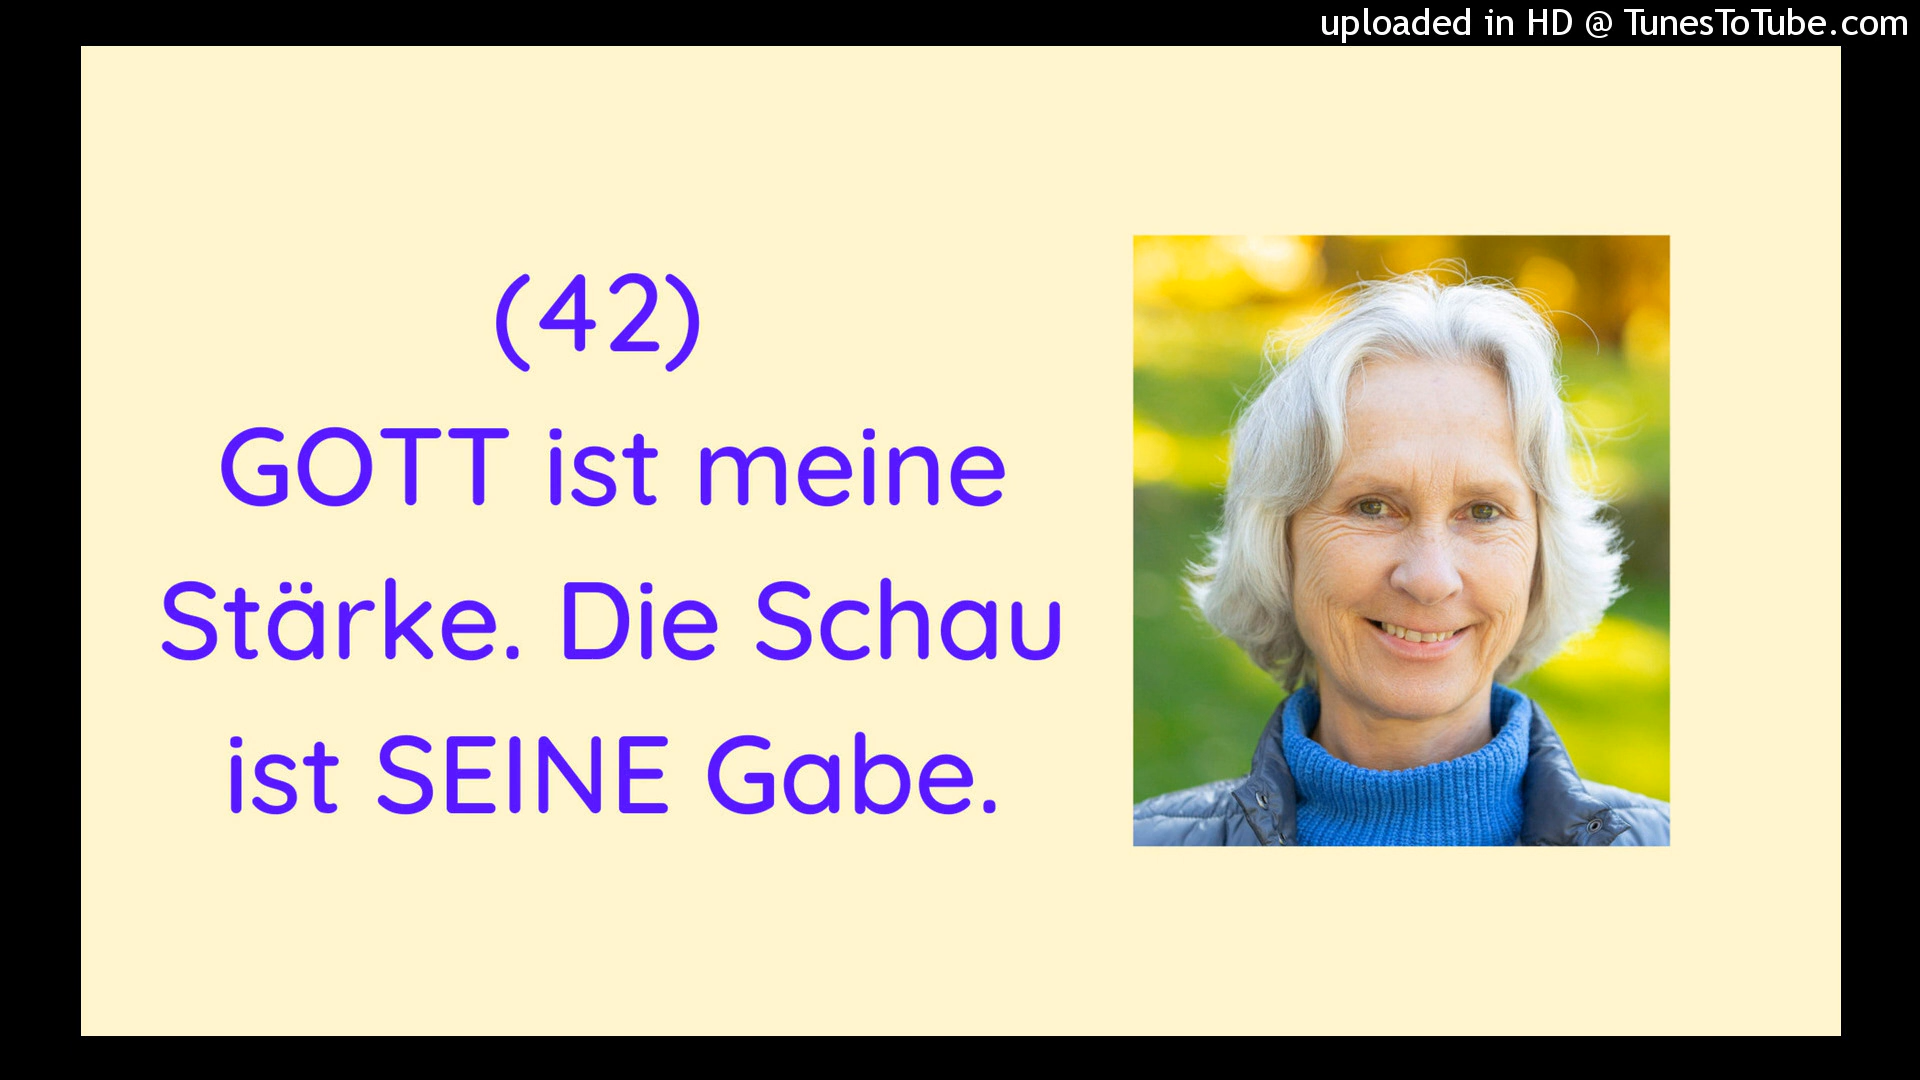 uploaded in HD @ TunesToTube.com
(42)
GOTT ist meine
Stärke. Die Schau
ist SEINE Gabe.